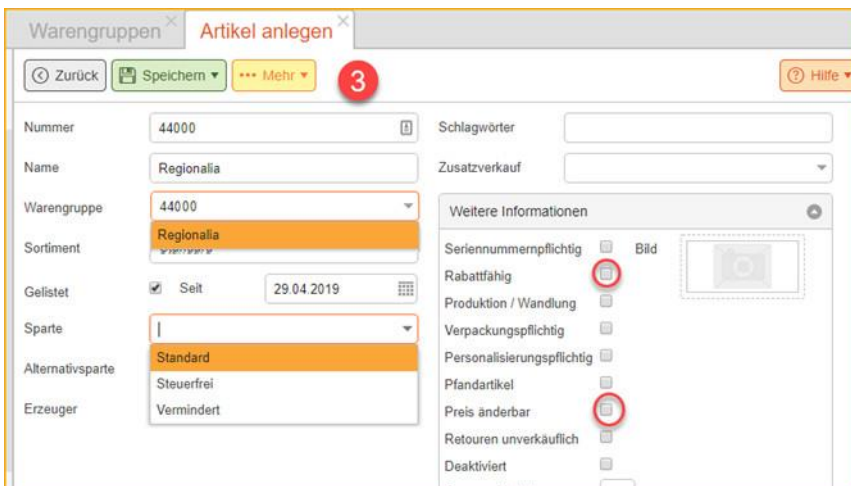 Warengruppen
Artikel anlegen
Zurück
Speichern
Mehr
3
Hilfe
Nummer
44000
Name
Regionalia
Warengruppe
44000
Regionalia
Sortiment
Gelistet
Seit
29.04.2019
Sparte
Standard
Steuerfrei
Vermindert
Alternativsparte
Erzeuger
Schlagwörter
Zusatzverkauf
Weitere Informationen
Seriennummernpflichtig
Bild
Rabattfähig
Produktion / Wandlung
Verpackungspflichtig
Personalisierungspflichtig
Pfandartikel
Preis änderbar
Retouren unverkäuflich
Deaktiviert